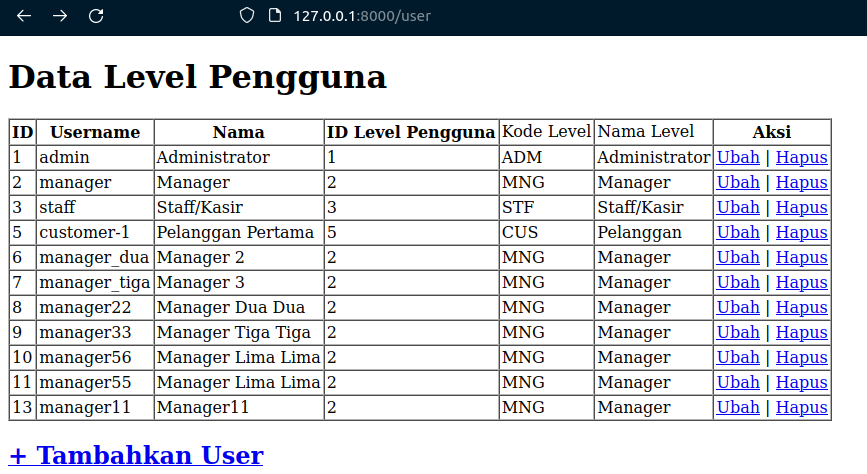 127.0.0.1:8000/user
Data Level Pengguna
ID Username Nama ID Level Pengguna Kode Level Nama Level Aksi
1 admin Administrator 1 ADM Administrator Ubah | Hapus
2 manager Manager 2 MNG Manager Ubah | Hapus
3 staff Staff/Kasir 3 STF Staff/Kasir Ubah | Hapus
5 customer-1 Pelanggan Pertama 5 CUS Pelanggan Ubah | Hapus
6 manager_dua Manager 2 2 MNG Manager Ubah | Hapus
7 manager_tiga Manager 3 2 MNG Manager Ubah | Hapus
8 manager22 Manager Dua Dua 2 MNG Manager Ubah | Hapus
9 manager33 Manager Tiga Tiga 2 MNG Manager Ubah | Hapus
10 manager56 Manager Lima Lima 2 MNG Manager Ubah | Hapus
11 manager55 Manager Lima Lima 2 MNG Manager Ubah | Hapus
13 manager11 Manager11 2 MNG Manager Ubah | Hapus
+ Tambahkan User